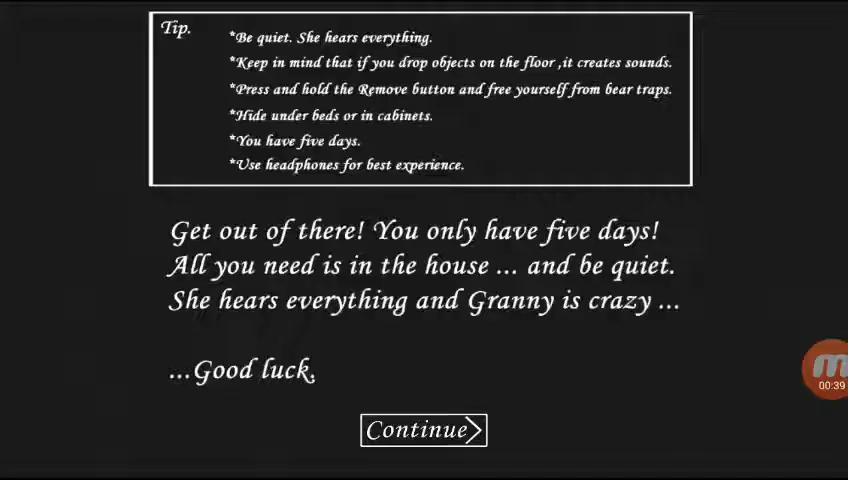 Tip.
*Be quiet. She hears everything.
*Keep in mind that if you drop objects on the floor ,it creates sounds.
*Press and hold the Remove button and free yourself from bear traps.
*Hide under beds or in cabinets.
*You have five days.
*Use headphones for best experience.
Get out of there! You only have five days!
All you need is in the house ... and be quiet.
She hears everything and Granny is crazy ...
...Good luck.
Continue
00:39